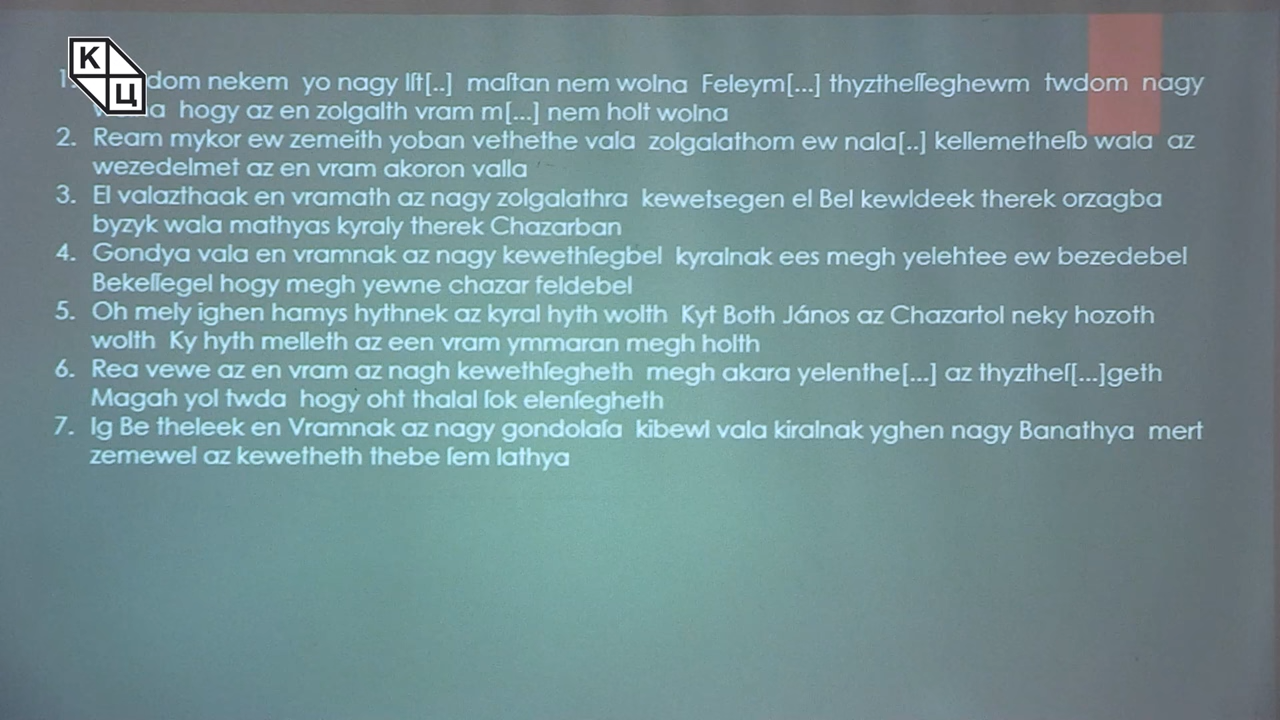 К
Ц
1. dom nekem yo nagy Iſt[..] maſtan nem wolna Feleym[...] thyztheſſeghewm twdom nagy
a hogy az en zolgalth vram m[...] nem holt wolna
2. Ream mykor ew zemeith yoban vethethe vala zolgalathom ew nala[..] kellemetheſb wala az
wezedelmet az en vram akoron valla
3. El valazthaak en vramath az nagy zolgalathra kewetsegen el Bel kewldeek therek orzagba
byzyk wala mathyas kyraly therek Chazarban
4. Gondya vala en vramnak az nagy kewethſegbel kyralnak ees megh yelehtee ew bezedebel
Bekeſſegel hogy megh yewne chazar feldebel
5. Oh mely ighen hamys hythnek az kyral hyth wolth Kyt Both János az Chazartol neky hozoth
wolth Ky hyth melleth az een vram ymmaran megh holth
6. Rea vewe az en vram az nagh kewethſegheth megh akara yelenthe[...] az thyztheſ[...]geth
Magah yol twda hogy oht thalal ſok elenſegheth
7. Ig Be theleek en Vramnak az nagy gondolaſa kibewl vala kiralnak yghen nagy Banathya mert
zemewel az kewetheth thebe ſem lathya